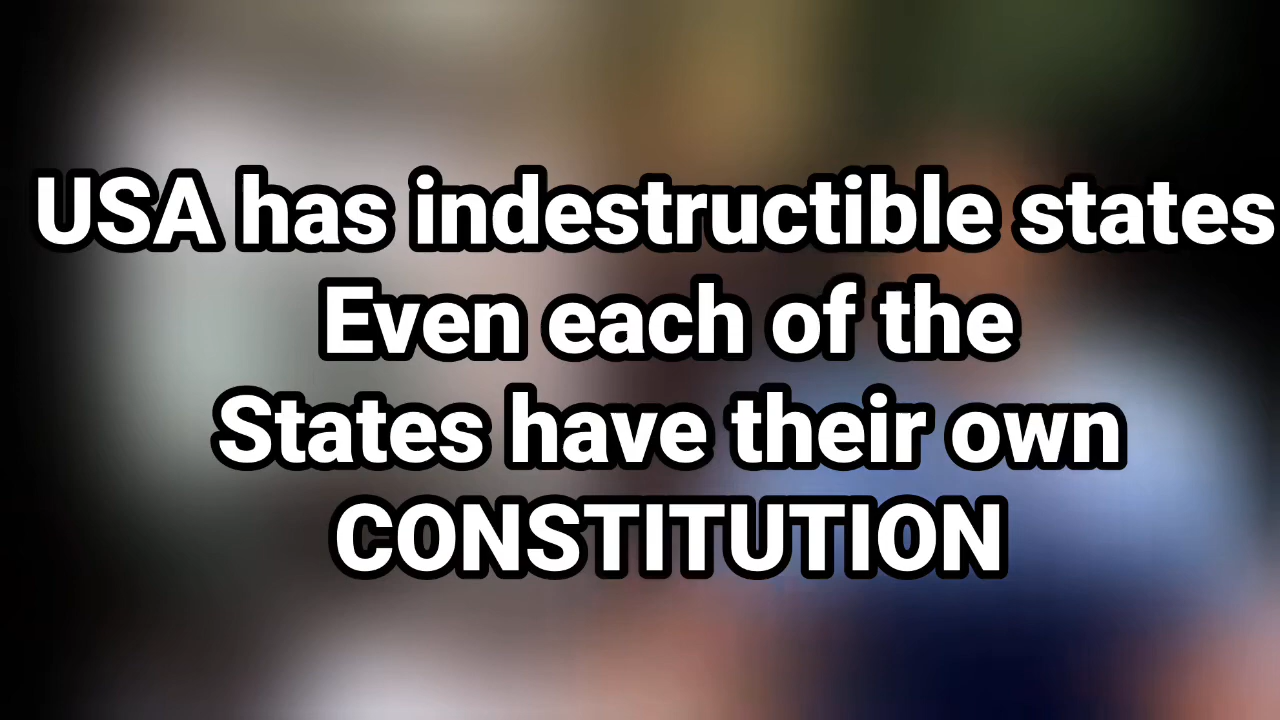 USA has indestructible states
Even each of the
States have their own
CONSTITUTION